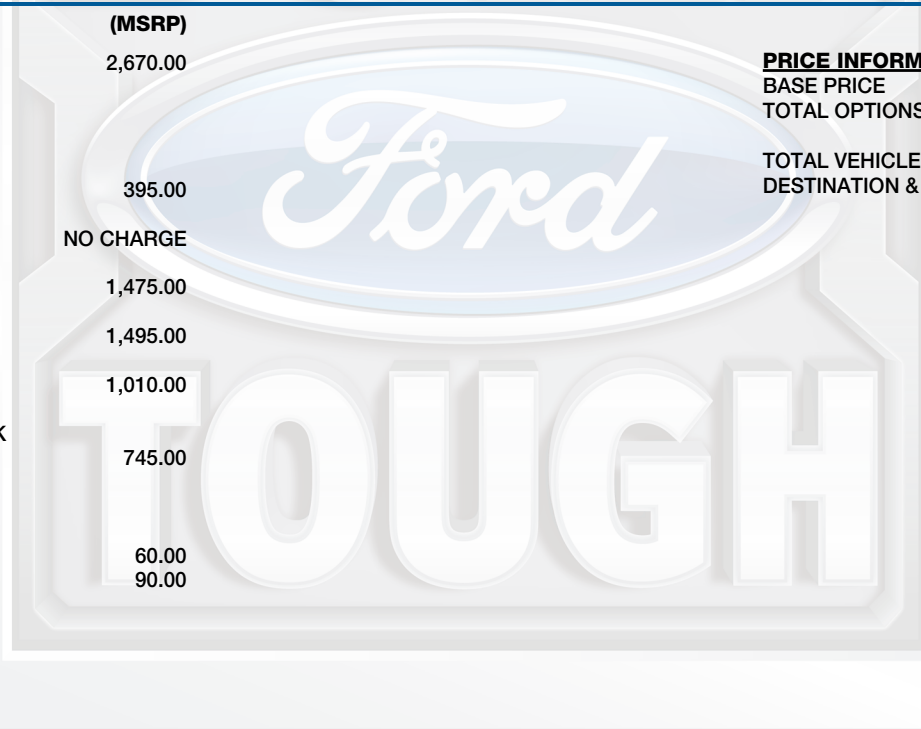 (MSRP)
2,670.00
395.00
NO CHARGE
1,475.00
1,495.00
1,010.00
K
745.00
60.00
90.00
PRICE INFORM
BASE PRICE
TOTAL OPTIONS
TOTAL VEHICLE
DESTINATION &
Ford
TOUGH